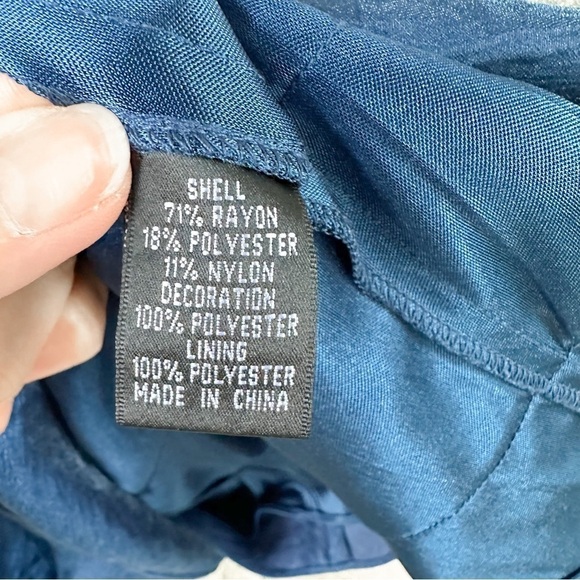 SHELL
71% RAYON
18% POLYESTER
11% NYLON
DECORATION
100% POLYESTER
LINING
100% POLYESTER
MADE IN CHINA